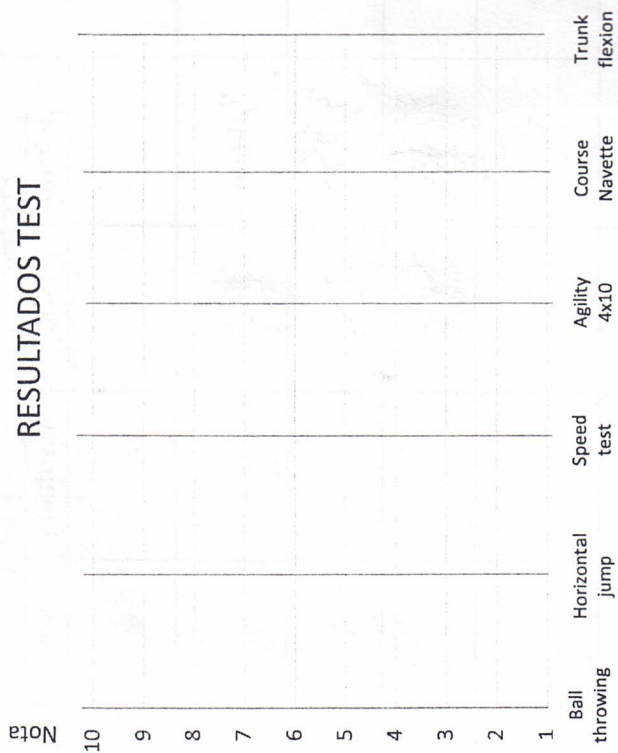 RESULTADOS TEST
Nota
10
9
8
7
6
5
4
3
2
1
Ball
throwing
Horizontal
jump
Speed
test
Agility
4x10
Course
Navette
Trunk
flexion